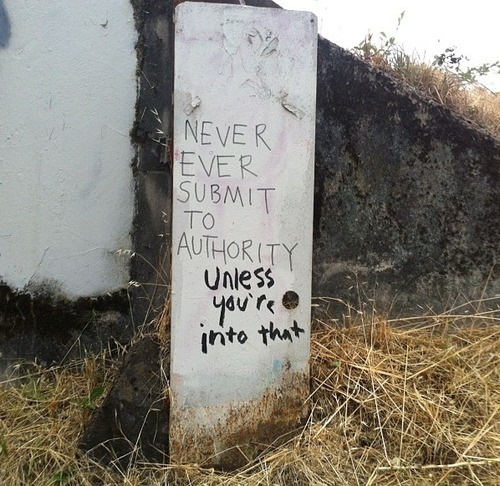 NEVER
EVER
SUBMIT
TO
AUTHORITY
unless
you're
into that